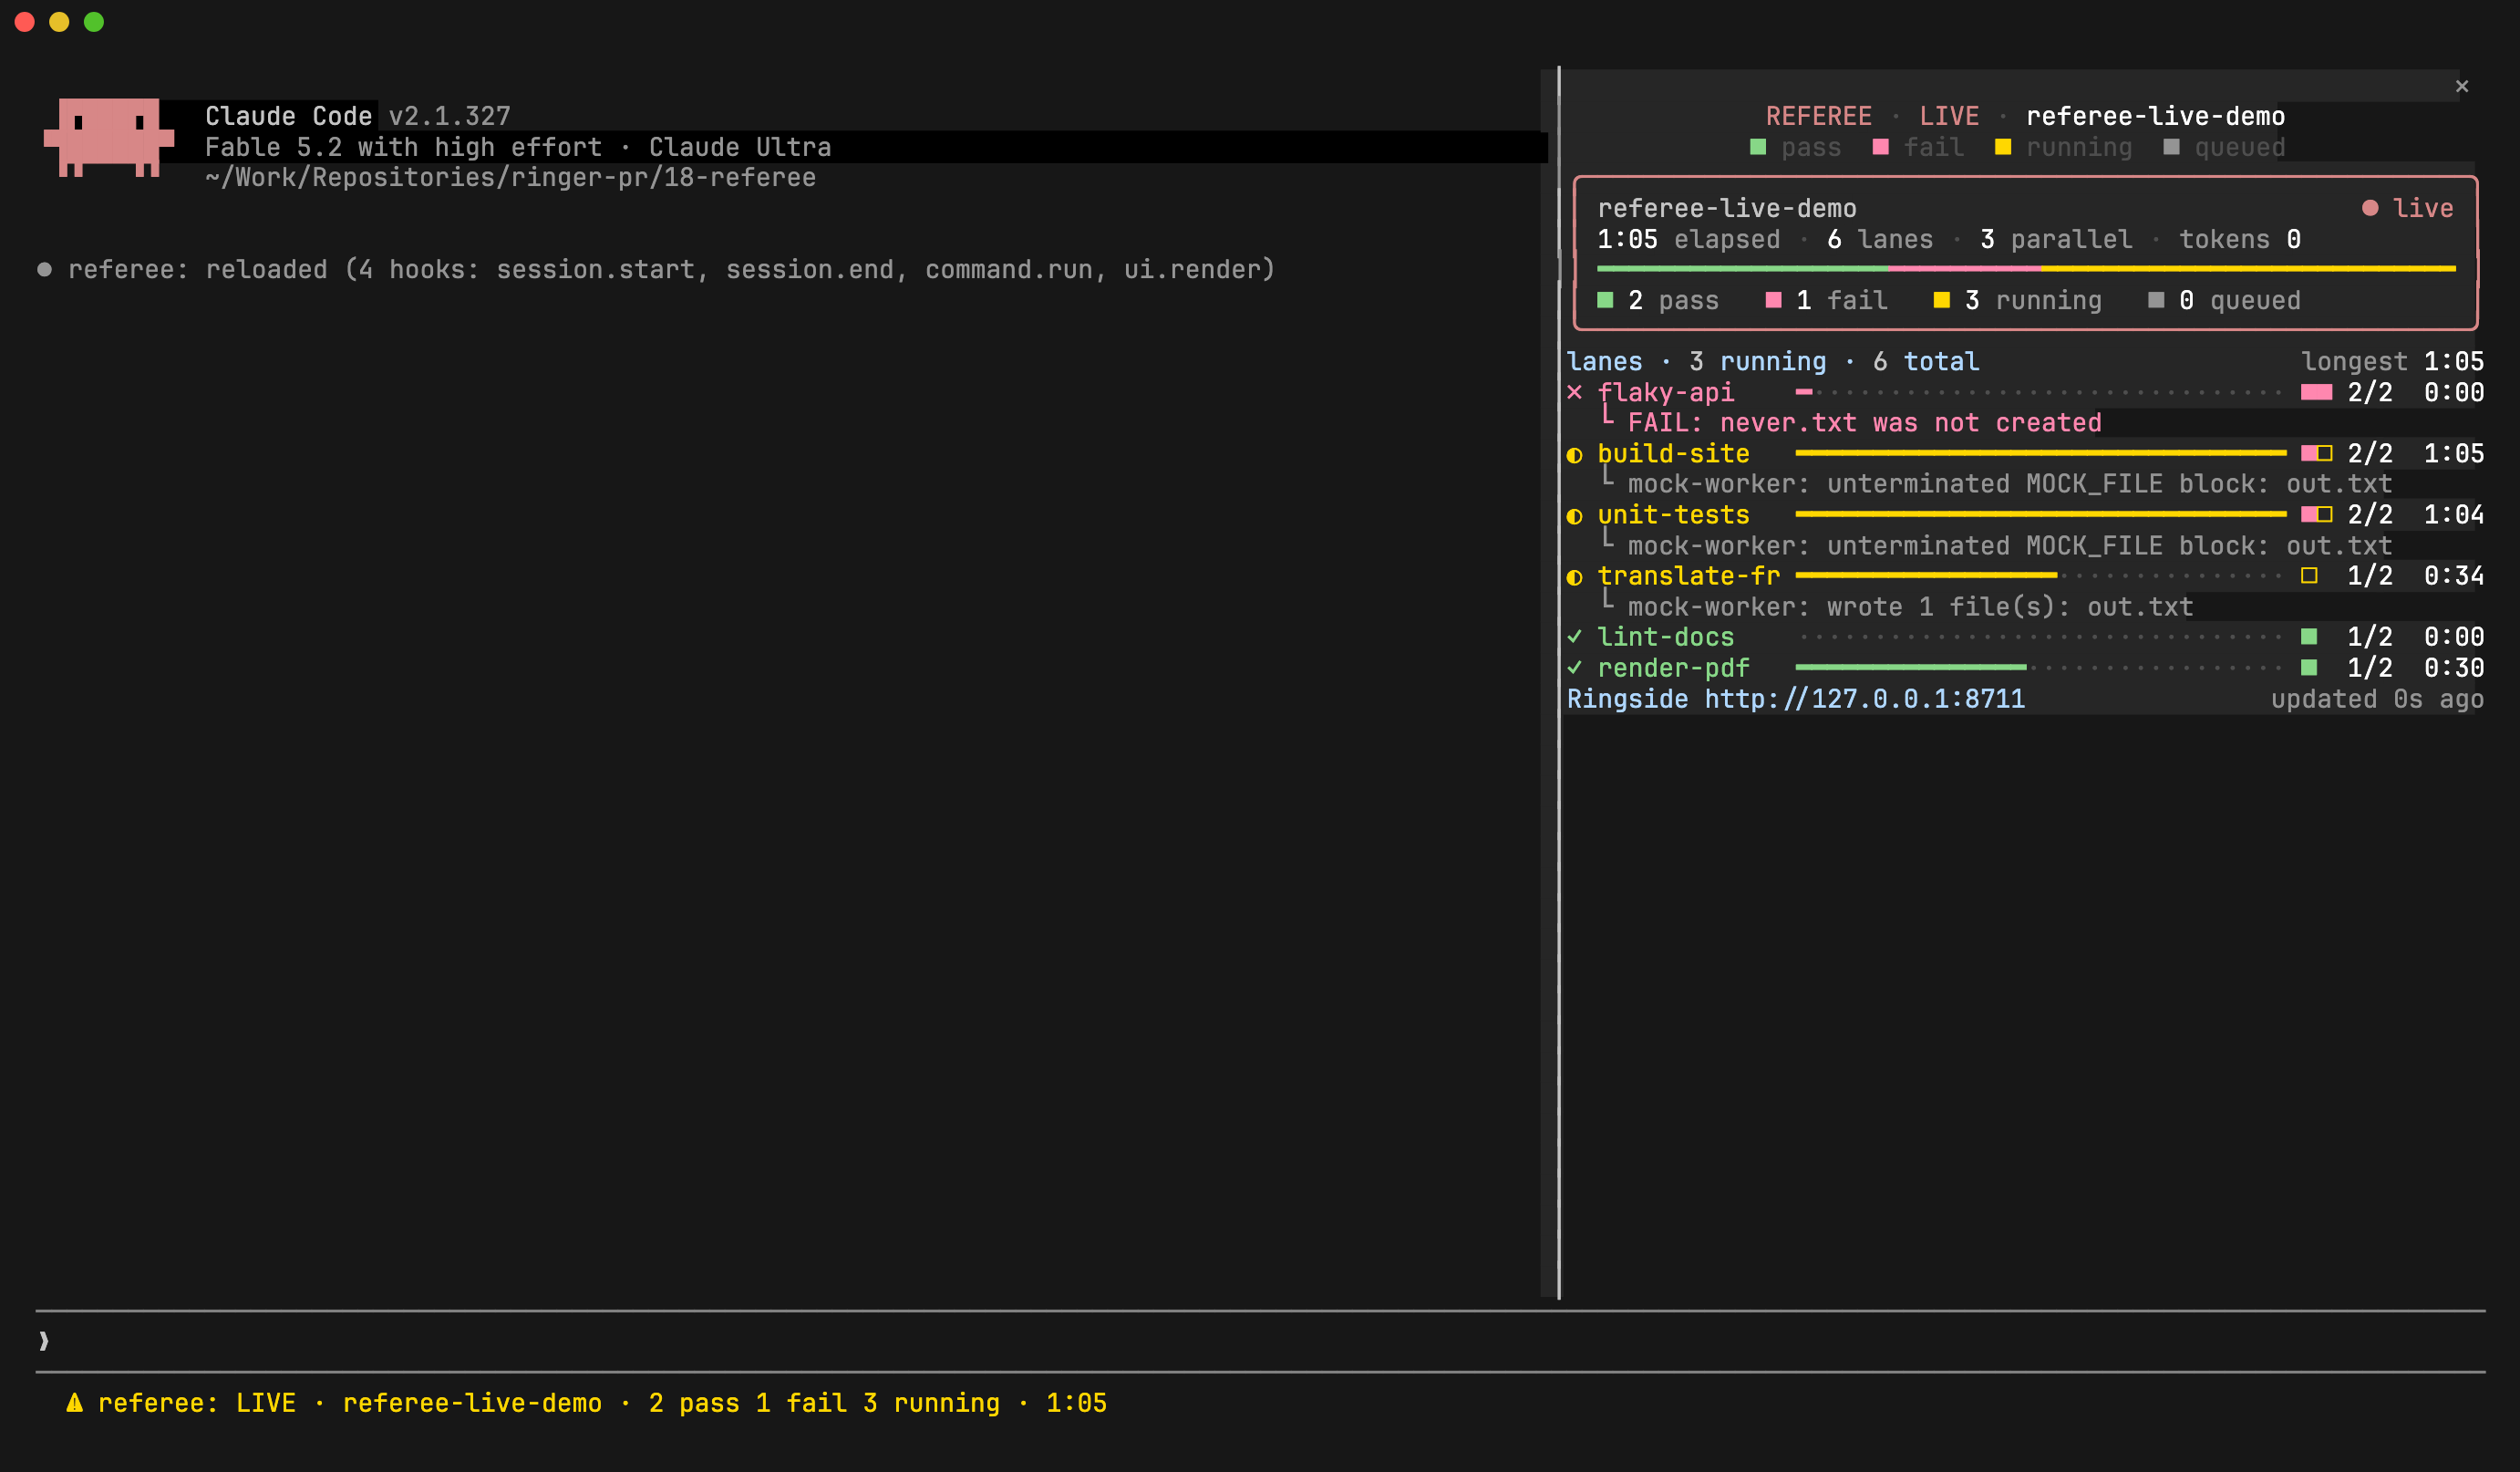 Claude Code v2.1.327
Fable 5.2 with high effort · Claude Ultra
~/Work/Repositories/ringer-pr/18-referee
● referee: reloaded (4 hooks: session.start, session.end, command.run, ui.render)
×
REFEREE · LIVE · referee-live-demo
■ pass ■ fail ■ running ■ queued
referee-live-demo ● live
1:05 elapsed · 6 lanes · 3 parallel · tokens 0
■ 2 pass ■ 1 fail ■ 3 running ■ 0 queued
lanes · 3 running · 6 total longest 1:05
✕ flaky-api 2/2 0:00
└ FAIL: never.txt was not created
◐ build-site 2/2 1:05
└ mock-worker: unterminated MOCK_FILE block: out.txt
◐ unit-tests 2/2 1:04
└ mock-worker: unterminated MOCK_FILE block: out.txt
◐ translate-fr 1/2 0:34
└ mock-worker: wrote 1 file(s): out.txt
✓ lint-docs 1/2 0:00
✓ render-pdf 1/2 0:30
Ringside http://127.0.0.1:8711 updated 0s ago
❯
⚠ referee: LIVE · referee-live-demo · 2 pass 1 fail 3 running · 1:05